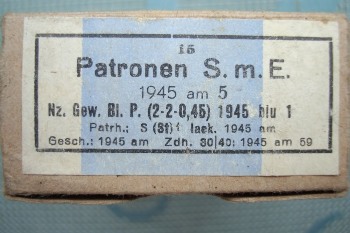 15
Patronen S. m. E.
1945 am 5
Nz. Gew. Bl. P. (2-2-0,45) 1945 blu 1
Patrh.: S (St)⁺ lack. 1945 am
Gesch.: 1945 am Zdh. 30/40: 1945 am 59